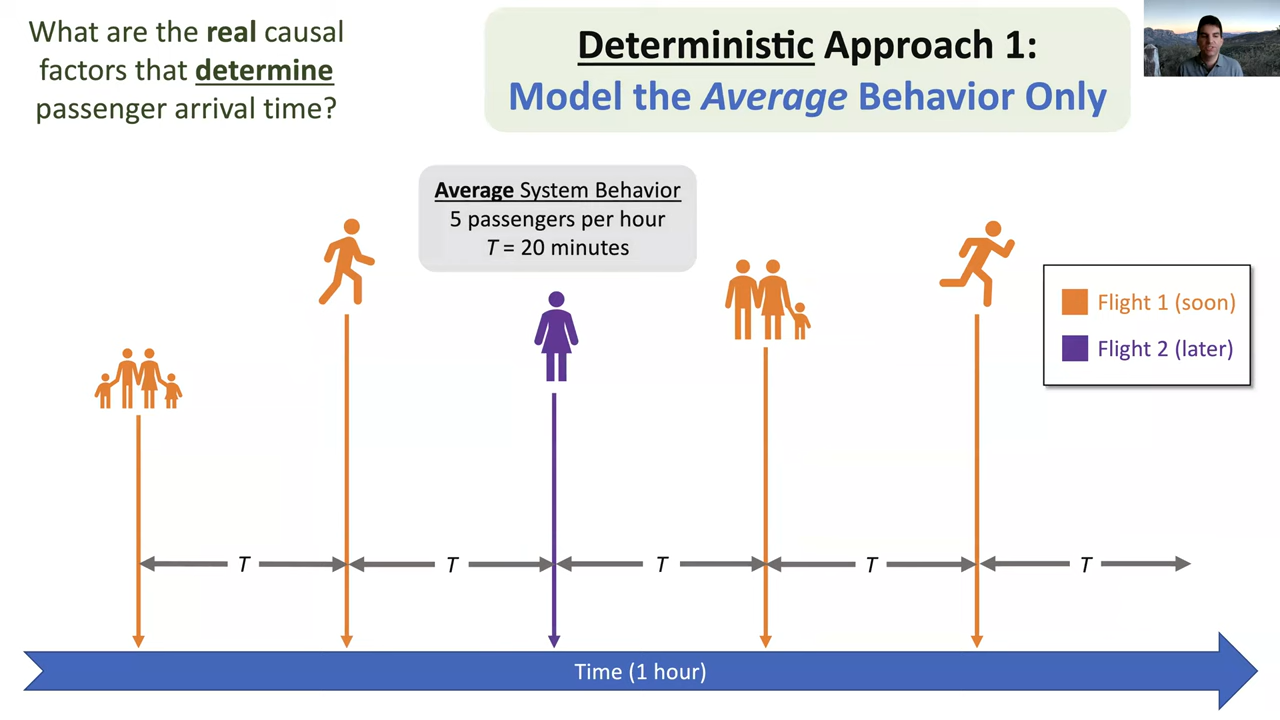 What are the real causal
factors that determine
passenger arrival time?
Deterministic Approach 1:
Model the Average Behavior Only
Average System Behavior
5 passengers per hour
T = 20 minutes
Flight 1 (soon)
Flight 2 (later)
T
T
T
T
T
Time (1 hour)